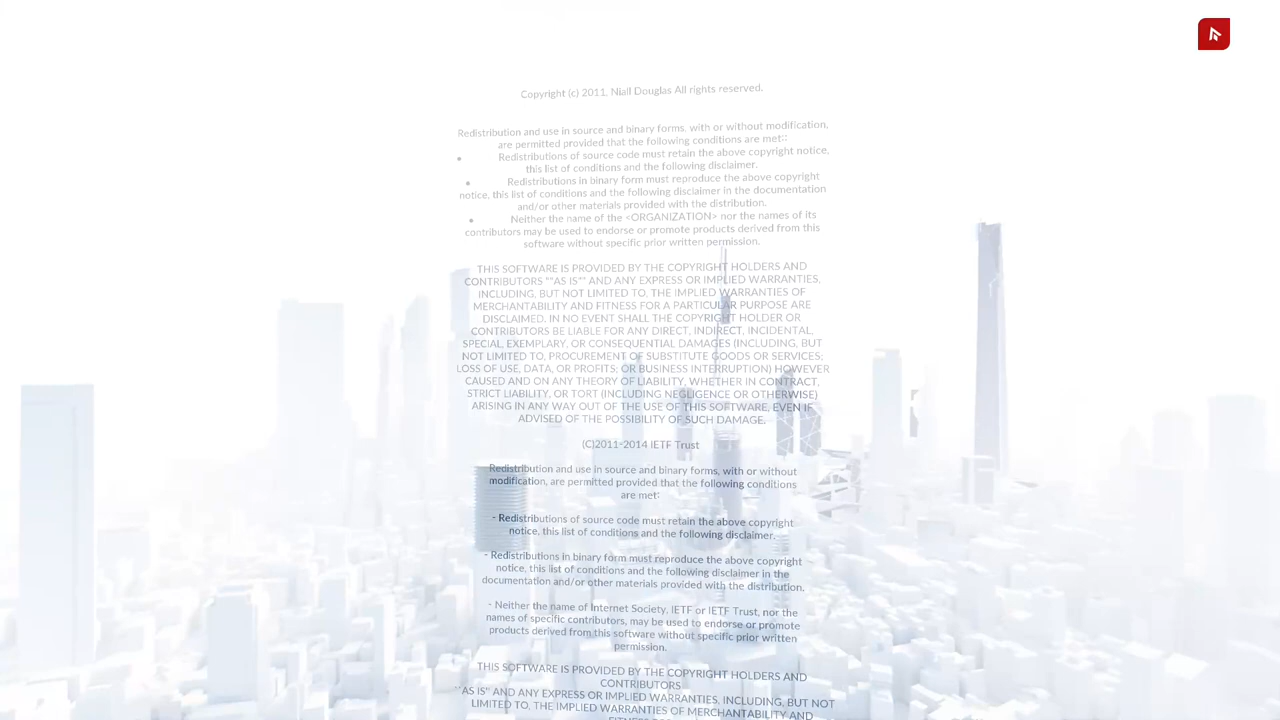 Copyright (c) 2011, Niall Douglas All rights reserved.
Redistribution and use in source and binary forms, with or without modification,
are permitted provided that the following conditions are met::
• Redistributions of source code must retain the above copyright notice,
this list of conditions and the following disclaimer.
• Redistributions in binary form must reproduce the above copyright
notice, this list of conditions and the following disclaimer in the documentation
and/or other materials provided with the distribution.
• Neither the name of the <ORGANIZATION> nor the names of its
contributors may be used to endorse or promote products derived from this
software without specific prior written permission.
THIS SOFTWARE IS PROVIDED BY THE COPYRIGHT HOLDERS AND
CONTRIBUTORS ""AS IS"" AND ANY EXPRESS OR IMPLIED WARRANTIES,
INCLUDING, BUT NOT LIMITED TO, THE IMPLIED WARRANTIES OF
MERCHANTABILITY AND FITNESS FOR A PARTICULAR PURPOSE ARE
DISCLAIMED. IN NO EVENT SHALL THE COPYRIGHT HOLDER OR
CONTRIBUTORS BE LIABLE FOR ANY DIRECT, INDIRECT, INCIDENTAL,
SPECIAL, EXEMPLARY, OR CONSEQUENTIAL DAMAGES (INCLUDING, BUT
NOT LIMITED TO, PROCUREMENT OF SUBSTITUTE GOODS OR SERVICES;
LOSS OF USE, DATA, OR PROFITS; OR BUSINESS INTERRUPTION) HOWEVER
CAUSED AND ON ANY THEORY OF LIABILITY, WHETHER IN CONTRACT,
STRICT LIABILITY, OR TORT (INCLUDING NEGLIGENCE OR OTHERWISE)
ARISING IN ANY WAY OUT OF THE USE OF THIS SOFTWARE, EVEN IF
ADVISED OF THE POSSIBILITY OF SUCH DAMAGE.
(C)2011-2014 IETF Trust
Redistribution and use in source and binary forms, with or without
modification, are permitted provided that the following conditions
are met:
- Redistributions of source code must retain the above copyright
notice, this list of conditions and the following disclaimer.
- Redistributions in binary form must reproduce the above copyright
notice, this list of conditions and the following disclaimer in the
documentation and/or other materials provided with the distribution.
- Neither the name of Internet Society, IETF or IETF Trust, nor the
names of specific contributors, may be used to endorse or promote
products derived from this software without specific prior written
permission.
THIS SOFTWARE IS PROVIDED BY THE COPYRIGHT HOLDERS AND
CONTRIBUTORS
``AS IS'' AND ANY EXPRESS OR IMPLIED WARRANTIES, INCLUDING, BUT NOT
LIMITED TO, THE IMPLIED WARRANTIES OF MERCHANTABILITY AND